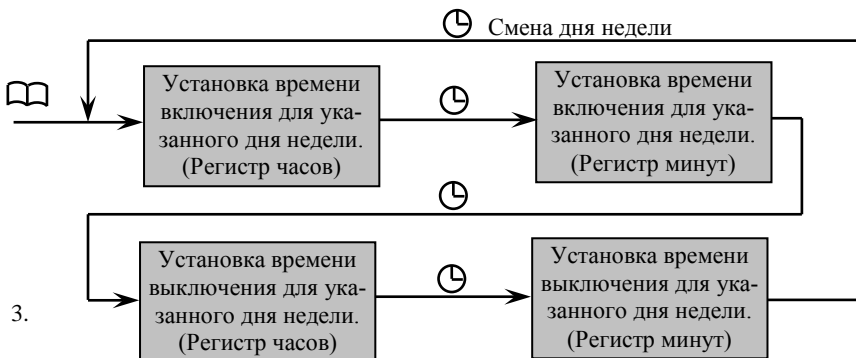 Смена дня недели
Установка времени
включения для ука-
занного дня недели.
(Регистр часов)
Установка времени
включения для ука-
занного дня недели.
(Регистр минут)
Установка времени
выключения для ука-
занного дня недели.
(Регистр часов)
Установка времени
выключения для ука-
занного дня недели.
(Регистр минут)
3.